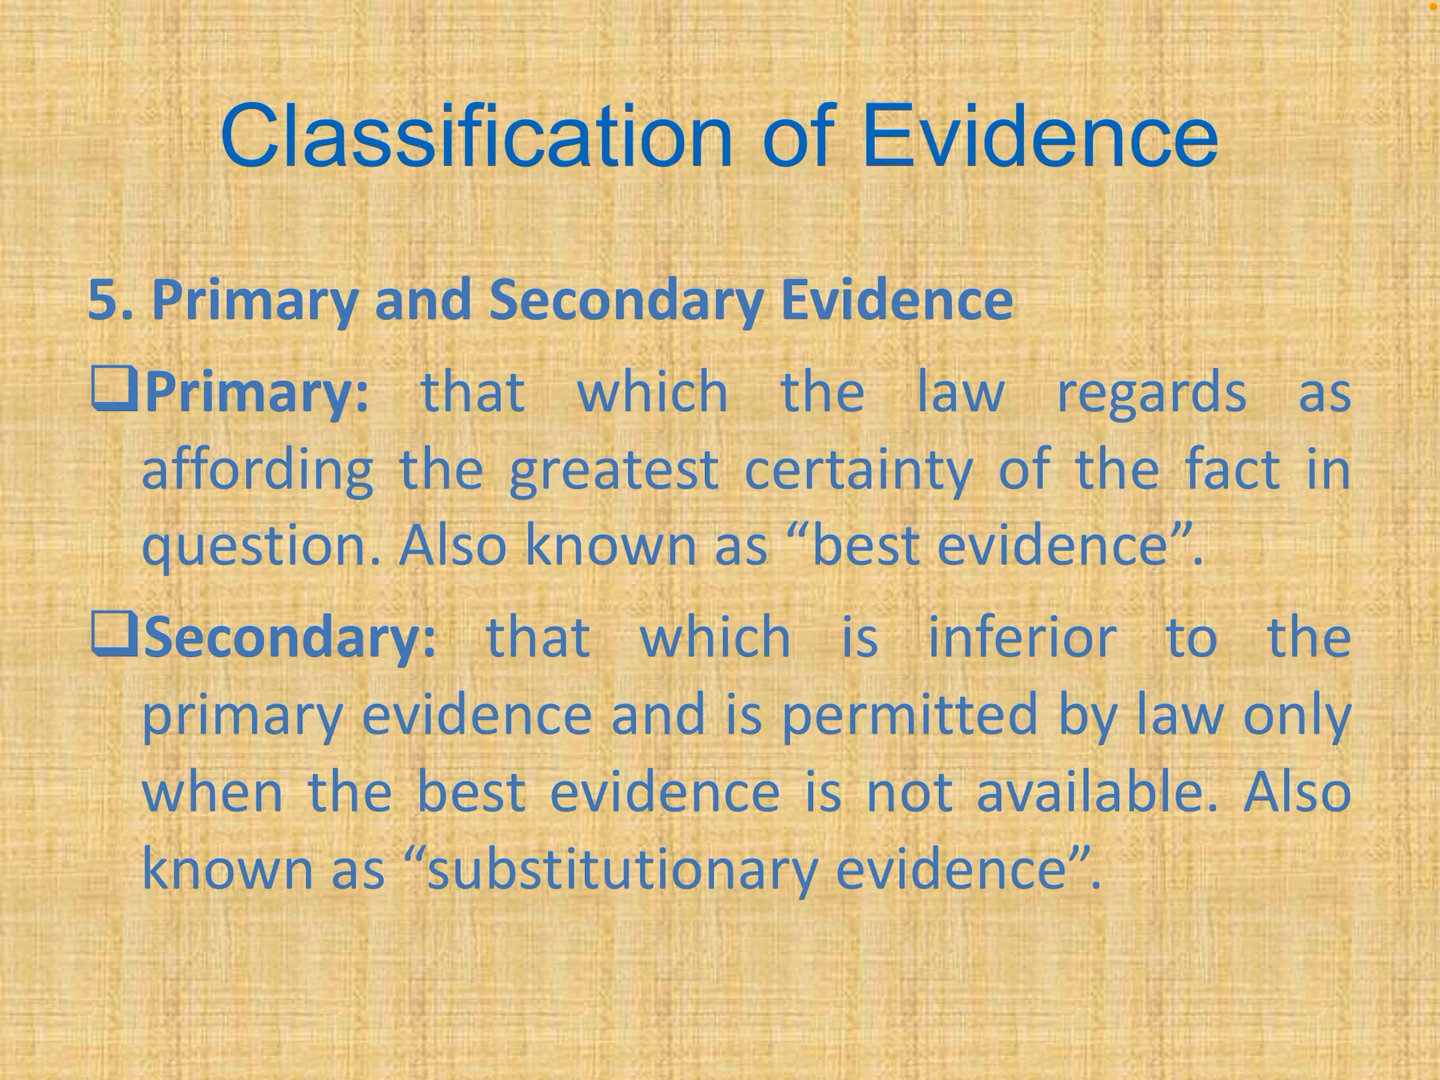 Classification of Evidence
5. Primary and Secondary Evidence
❑Primary: that which the law regards as
affording the greatest certainty of the fact in
question. Also known as “best evidence”.
❑Secondary: that which is inferior to the
primary evidence and is permitted by law only
when the best evidence is not available. Also
known as “substitutionary evidence”.